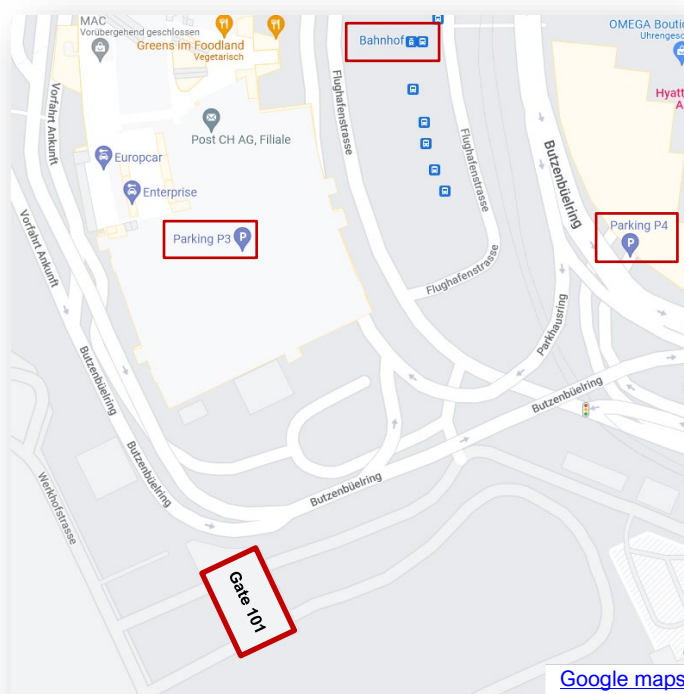 MAC
Vorübergehend geschlossen
Greens im Foodland
Vegetarisch
Bahnhof
OMEGA Boutic
Uhrengesc
Hyatt
A
Vorfahrt Ankunft
Flughafenstrasse
Flughafenstrasse
Butzenbüelring
Post CH AG, Filiale
Europcar
Enterprise
Vorfahrt Ankunft
Parking P3 P
Parking P4
P
Flughafenstrasse
Parkhausring
Butzenbüelring
Butzenbüelring
Butzenbüelring
Butzenbüelring
Werkhofstrasse
Gate 101
Google maps